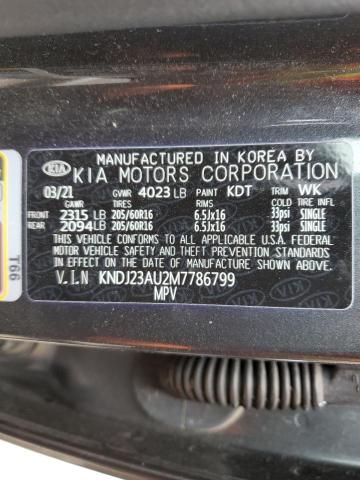 MANUFACTURED IN KOREA BY
KIA KIA MOTORS CORPORATION
03/21 GVWR 4023 LB PAINT KDT TRIM WK
GAWR TIRES RIMS COLD TIRE INFL
FRONT 2315 LB 205/60R16 6.5Jx16 33psi SINGLE
REAR 2094 LB 205/60R16 6.5Jx16 33psi SINGLE
THIS VEHICLE CONFORMS TO ALL APPLICABLE U.S.A. FEDERAL
MOTOR VEHICLE SAFETY AND THEFT PREVENTION STANDARDS
IN EFFECT ON THE DATE OF MANUFACTURE SHOWN ABOVE.
V.I.N KNDJ23AU2M7786799
MPV
T66